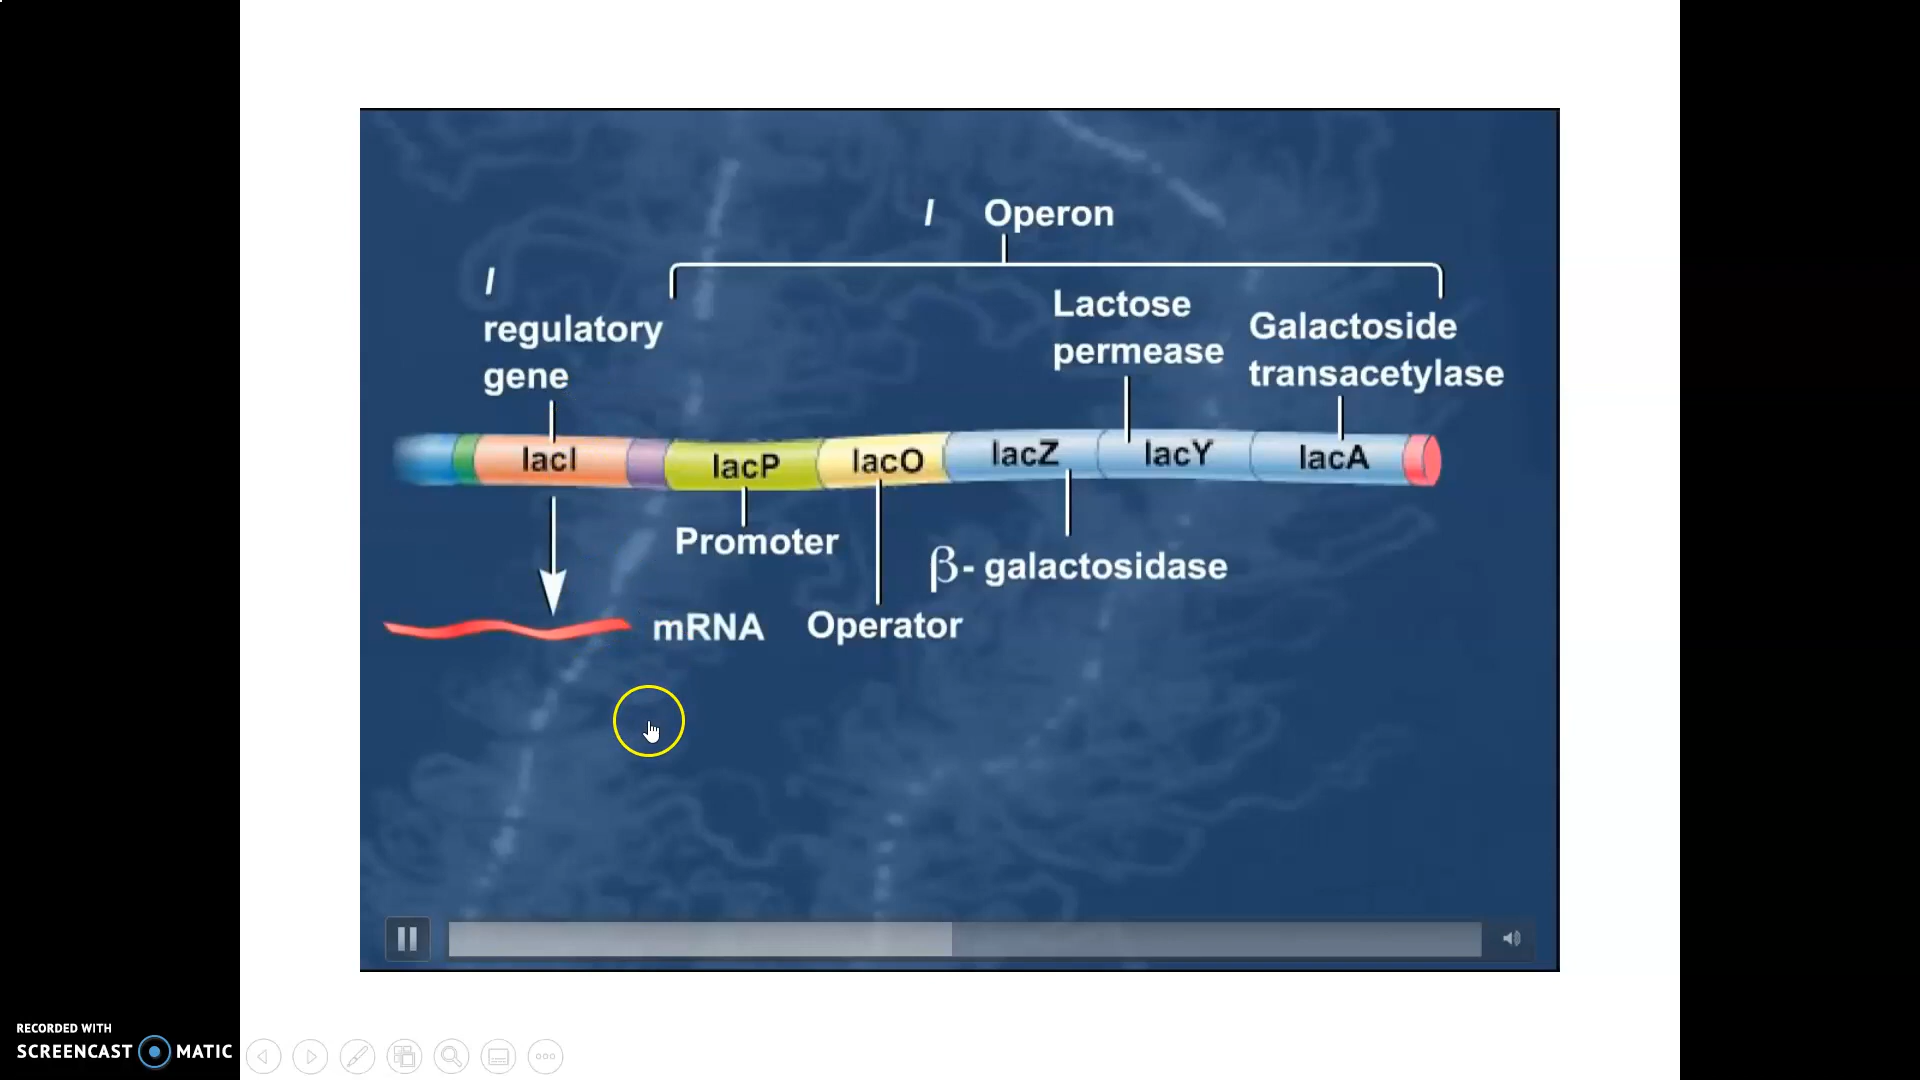 l Operon
l
regulatory
gene
Lactose
permease
Galactoside
transacetylase
lacI
lacP
lacO
lacZ
lacY
lacA
Promoter
β- galactosidase
mRNA
Operator
RECORDED WITH
SCREENCAST MATIC